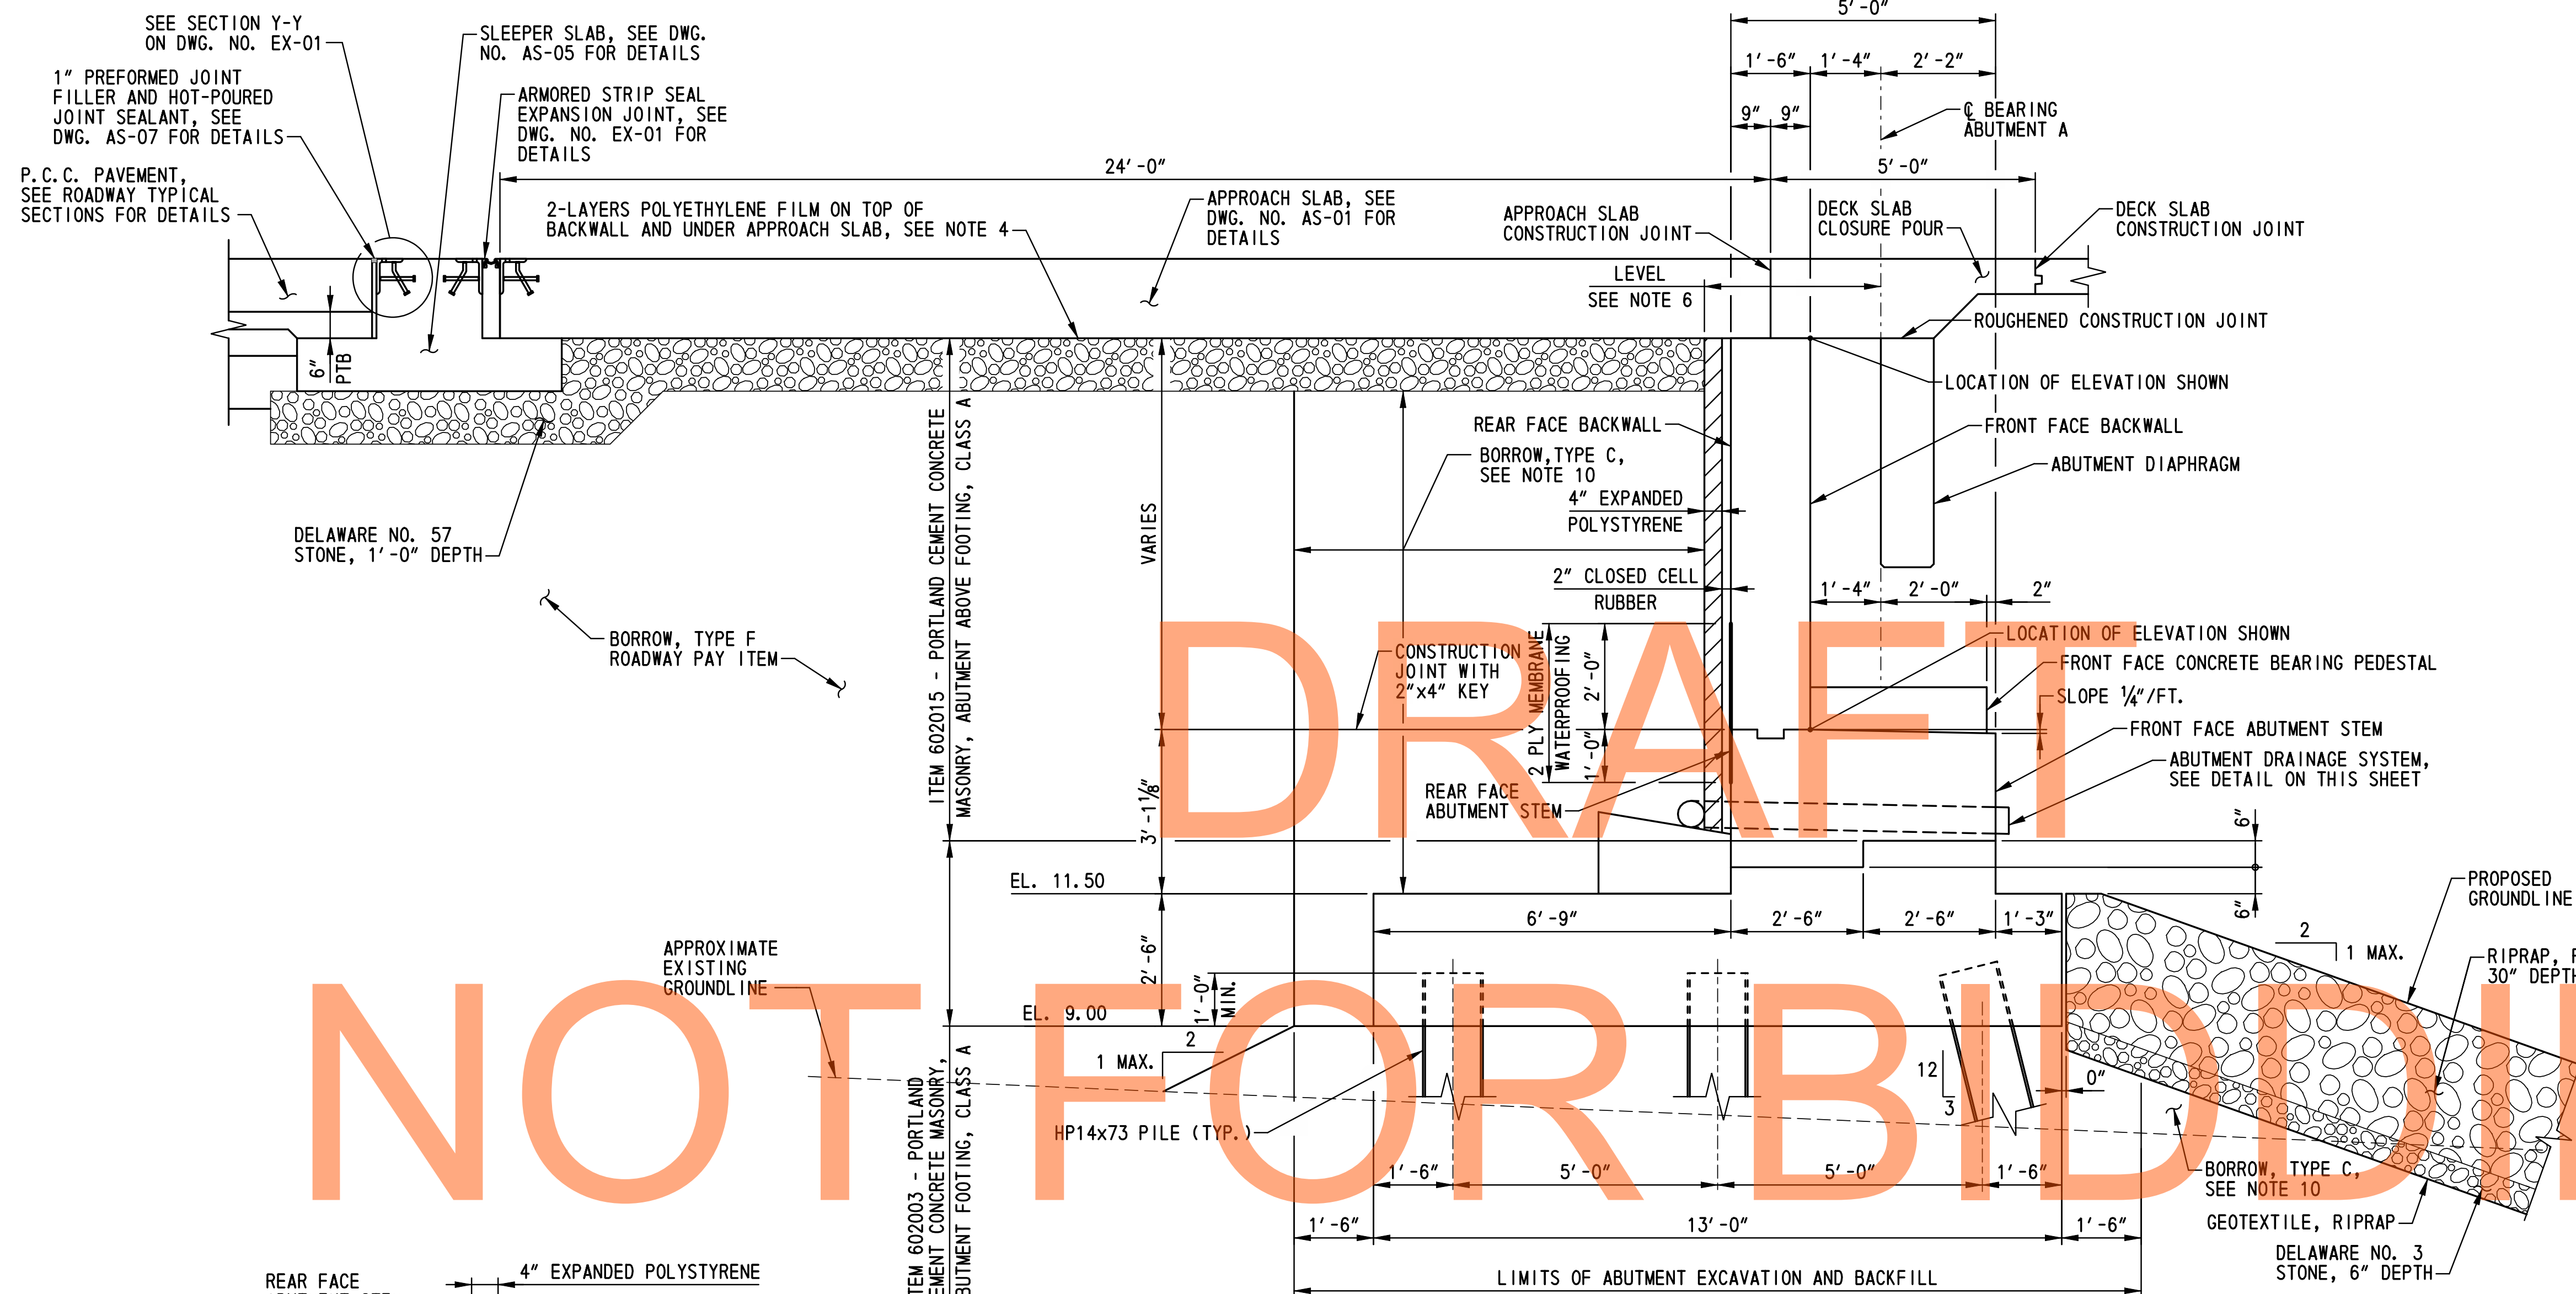 SEE SECTION Y-Y
ON DWG. NO. EX-01
SLEEPER SLAB, SEE DWG.
NO. AS-05 FOR DETAILS
1" PREFORMED JOINT
FILLER AND HOT-POURED
JOINT SEALANT, SEE
DWG. AS-07 FOR DETAILS
ARMORED STRIP SEAL
EXPANSION JOINT, SEE
DWG. NO. EX-01 FOR
DETAILS
P.C.C. PAVEMENT,
SEE ROADWAY TYPICAL
SECTIONS FOR DETAILS
5'-0"
1'-6"
1'-4"
2'-2"
9"
9"
℄ BEARING
ABUTMENT A
24'-0"
5'-0"
2-LAYERS POLYETHYLENE FILM ON TOP OF
BACKWALL AND UNDER APPROACH SLAB, SEE NOTE 4
APPROACH SLAB, SEE
DWG. NO. AS-01 FOR
DETAILS
APPROACH SLAB
CONSTRUCTION JOINT
DECK SLAB
CLOSURE POUR
DECK SLAB
CONSTRUCTION JOINT
LEVEL
SEE NOTE 6
ROUGHENED CONSTRUCTION JOINT
6"
PTB
LOCATION OF ELEVATION SHOWN
REAR FACE BACKWALL
FRONT FACE BACKWALL
BORROW,TYPE C,
SEE NOTE 10
ABUTMENT DIAPHRAGM
4" EXPANDED
POLYSTYRENE
DELAWARE NO. 57
STONE, 1'-0" DEPTH
ITEM 602015 - PORTLAND CEMENT CONCRETE
MASONRY, ABUTMENT ABOVE FOOTING, CLASS A
VARIES
2" CLOSED CELL
RUBBER
1'-4"
2'-0"
2"
BORROW, TYPE F
ROADWAY PAY ITEM
CONSTRUCTION
JOINT WITH
2"x4" KEY
2 PLY MEMBRANE
WATERPROOFING
2'-0"
1'-0"
LOCATION OF ELEVATION SHOWN
FRONT FACE CONCRETE BEARING PEDESTAL
SLOPE ¼"/FT.
FRONT FACE ABUTMENT STEM
ABUTMENT DRAINAGE SYSTEM,
SEE DETAIL ON THIS SHEET
REAR FACE
ABUTMENT STEM
3'-1⅛"
6"
6"
EL. 11.50
6'-9"
2'-6"
2'-6"
1'-3"
PROPOSED
GROUNDLINE
2
1 MAX.
RIPRAP,
30" DEPTH
APPROXIMATE
EXISTING
GROUNDLINE
2'-6"
1'-0"
MIN.
EL. 9.00
2
1 MAX.
12
3
0"
HP14x73 PILE (TYP.)
1'-6"
5'-0"
5'-0"
1'-6"
BORROW, TYPE C,
SEE NOTE 10
GEOTEXTILE, RIPRAP
1'-6"
13'-0"
1'-6"
DELAWARE NO. 3
STONE, 6" DEPTH
LIMITS OF ABUTMENT EXCAVATION AND BACKFILL
602003 - PORTLAND
CONCRETE MASONRY,
FOOTING, CLASS A
REAR FACE
4" EXPANDED POLYSTYRENE
DRAFT
NOT FOR BIDDI